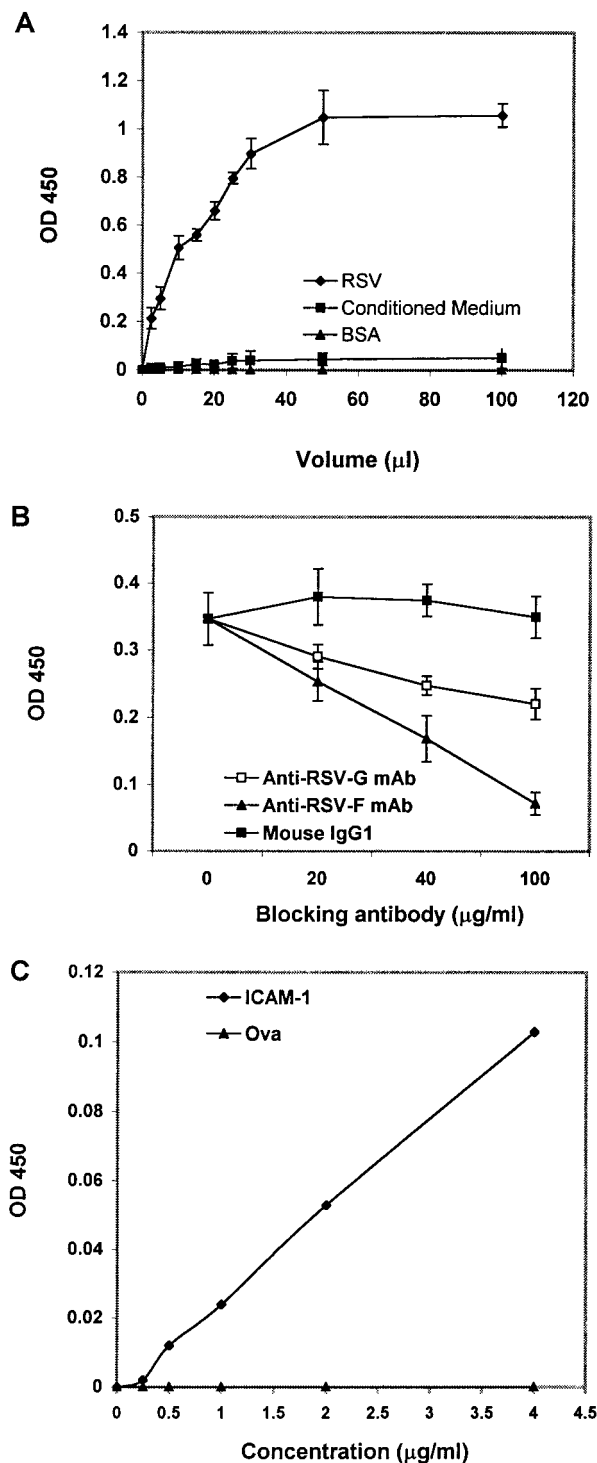 A
1.4
1.2
1
0.8
0.6
0.4
0.2
0
OD 450
RSV
Conditioned Medium
BSA
0 20 40 60 80 100 120
Volume (μl)
B
0.5
0.4
0.3
0.2
0.1
0
OD 450
Anti-RSV-G mAb
Anti-RSV-F mAb
Mouse IgG1
0 20 40 100
Blocking antibody (μg/ml)
C
0.12
0.1
0.08
0.06
0.04
0.02
0
OD 450
ICAM-1
Ova
0 0.5 1 1.5 2 2.5 3 3.5 4 4.5
Concentration (μg/ml)